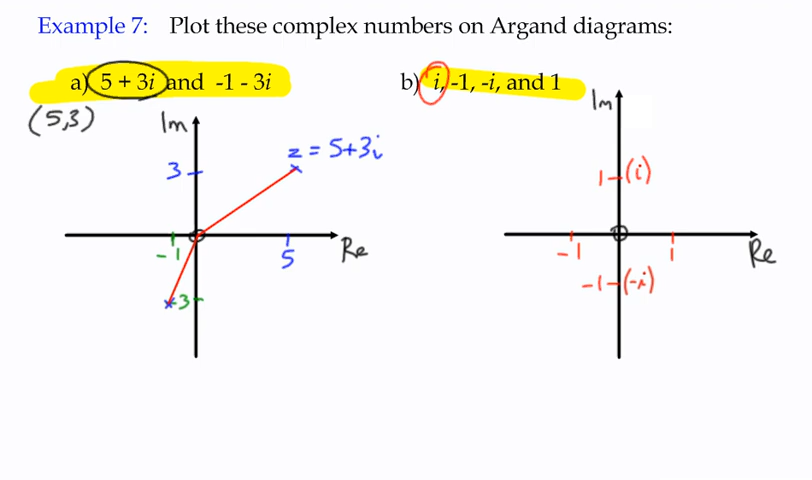 Example 7: Plot these complex numbers on Argand diagrams:
a) 5 + 3i and -1 - 3i
b) i, -1, -i, and 1
(5,3)
Im
z = 5+3i
3
-1
5
Re
-3
Im
1 (i)
-1
1
Re
-1 (-i)